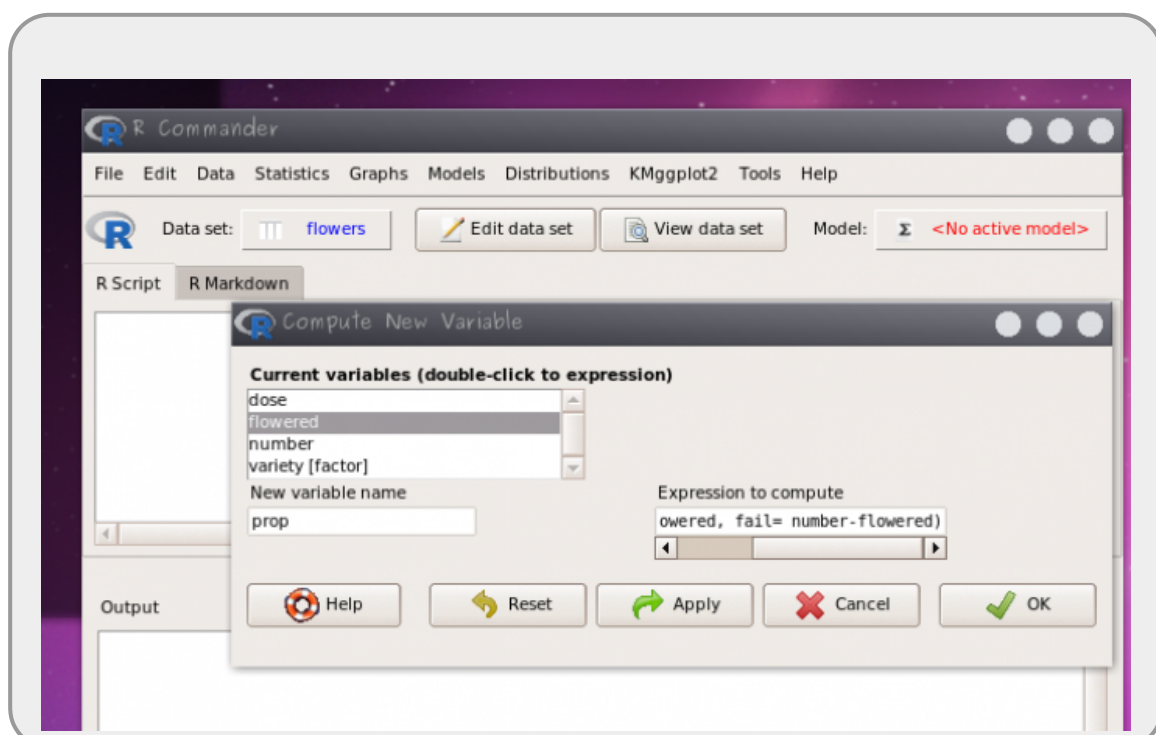 R Commander
File Edit Data Statistics Graphs Models Distributions KMggplot2 Tools Help
Data set: flowers Edit data set View data set Model: Σ <No active model>
R Script R Markdown
Compute New Variable
Current variables (double-click to expression)
dose
flowered
number
variety [factor]
New variable name
prop
Expression to compute
owered, fail= number-flowered)
Help Reset Apply Cancel OK
Output